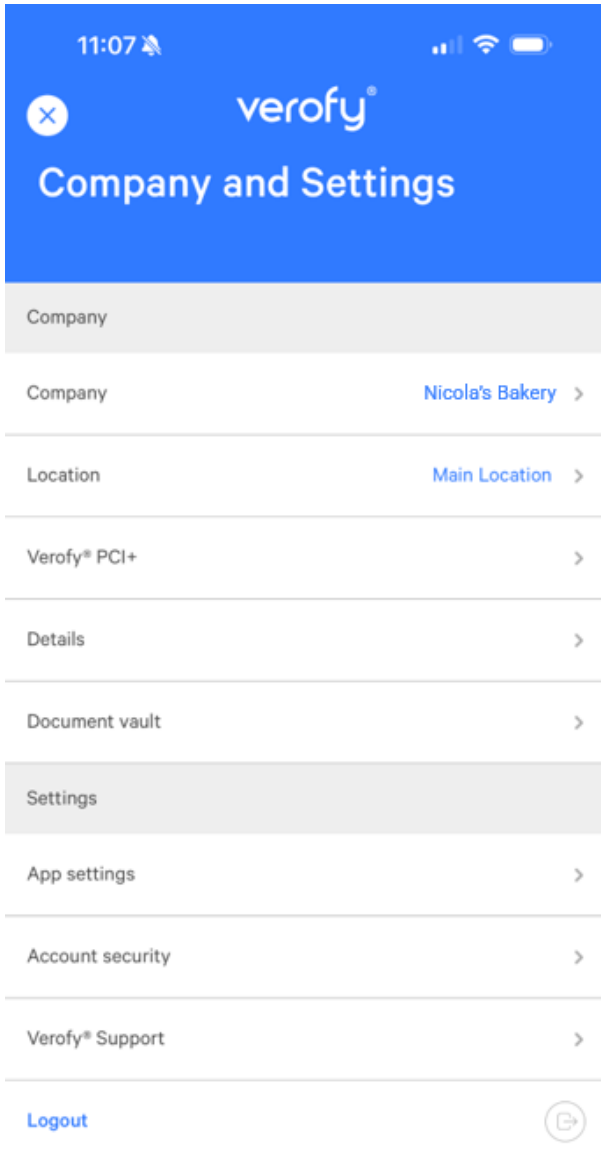 11:07
verofy®
Company and Settings
Company
Company Nicola's Bakery
Location Main Location
Verofy® PCI+
Details
Document vault
Settings
App settings
Account security
Verofy® Support
Logout